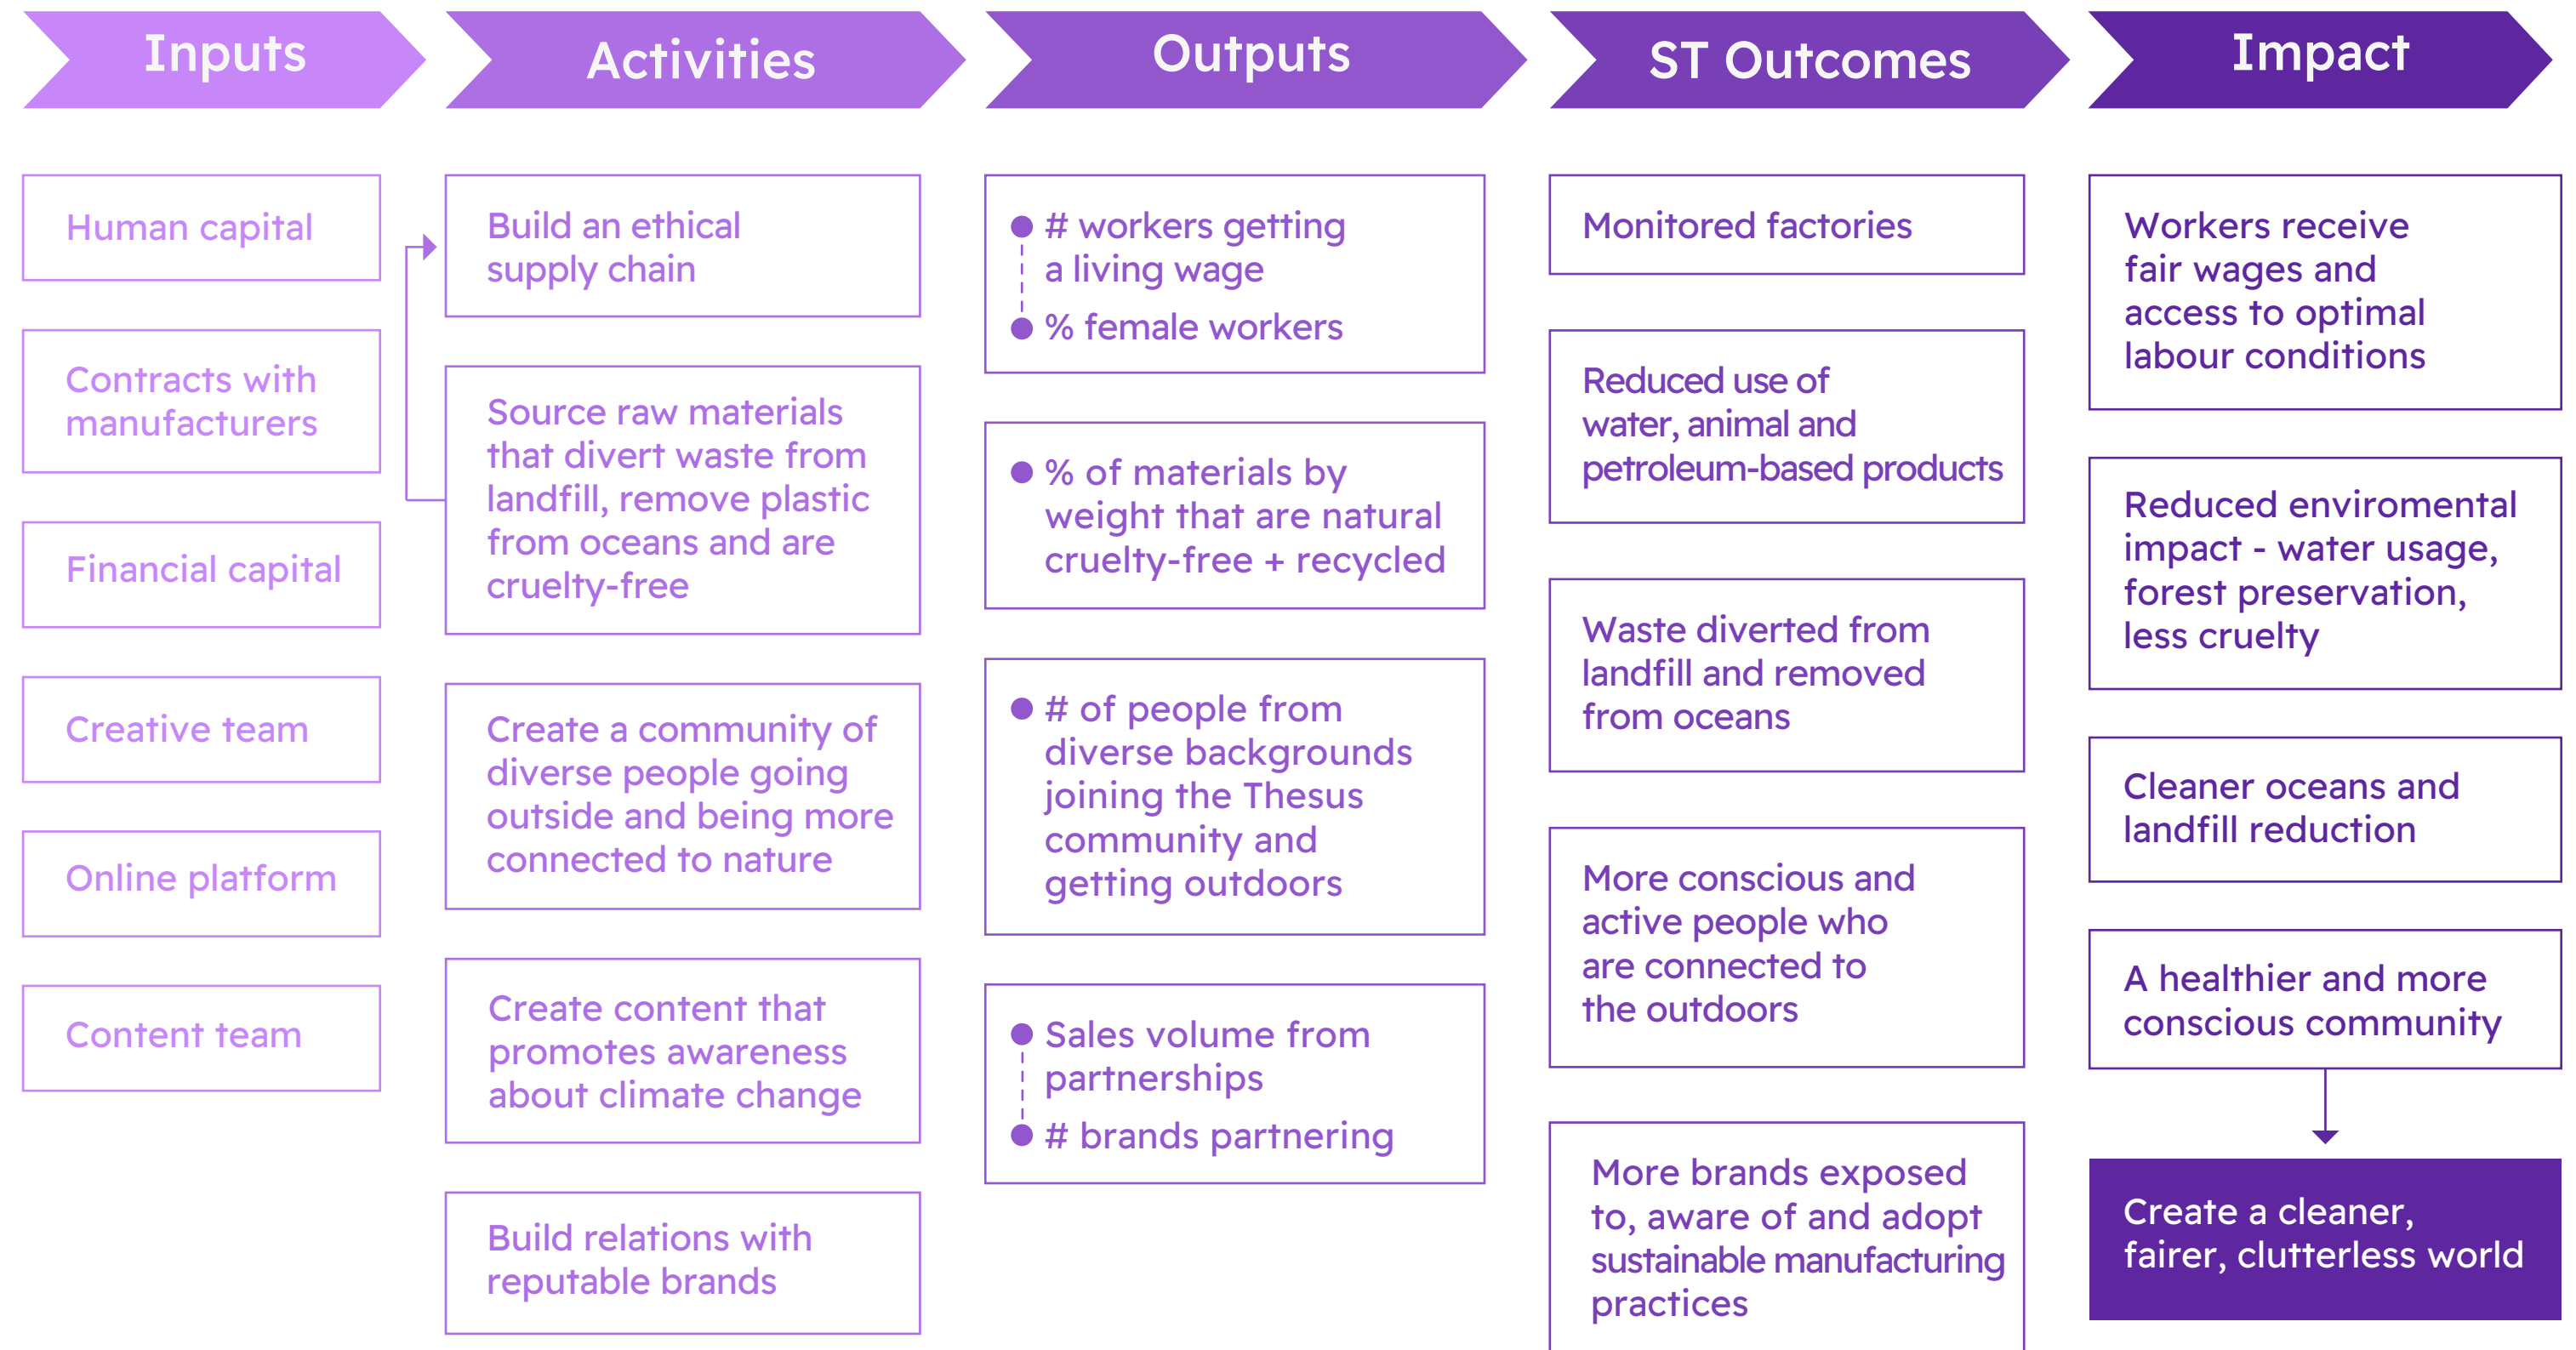 Inputs
Activities
Outputs
ST Outcomes
Impact
Human capital
Contracts with
manufacturers
Financial capital
Creative team
Online platform
Content team
Build an ethical
supply chain
Source raw materials
that divert waste from
landfill, remove plastic
from oceans and are
cruelty-free
Create a community of
diverse people going
outside and being more
connected to nature
Create content that
promotes awareness
about climate change
Build relations with
reputable brands
# workers getting
a living wage
% female workers
% of materials by
weight that are natural
cruelty-free + recycled
# of people from
diverse backgrounds
joining the Thesus
community and
getting outdoors
Sales volume from
partnerships
# brands partnering
Monitored factories
Reduced use of
water, animal and
petroleum-based products
Waste diverted from
landfill and removed
from oceans
More conscious and
active people who
are connected to
the outdoors
More brands exposed
to, aware of and adopt
sustainable manufacturing
practices
Workers receive
fair wages and
access to optimal
labour conditions
Reduced enviromental
impact - water usage,
forest preservation,
less cruelty
Cleaner oceans and
landfill reduction
A healthier and more
conscious community
Create a cleaner,
fairer, clutterless world